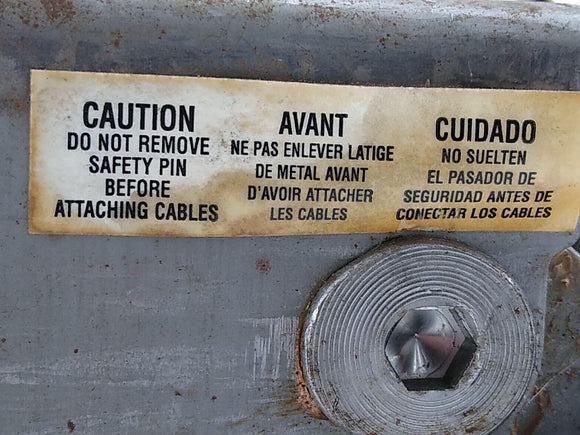 CAUTION
DO NOT REMOVE
SAFETY PIN
BEFORE
ATTACHING CABLES
AVANT
NE PAS ENLEVER LATIGE
DE METAL AVANT
D'AVOIR ATTACHER
LES CABLES
CUIDADO
NO SUELTEN
EL PASADOR DE
SEGURIDAD ANTES DE
CONECTAR LOS CABLES